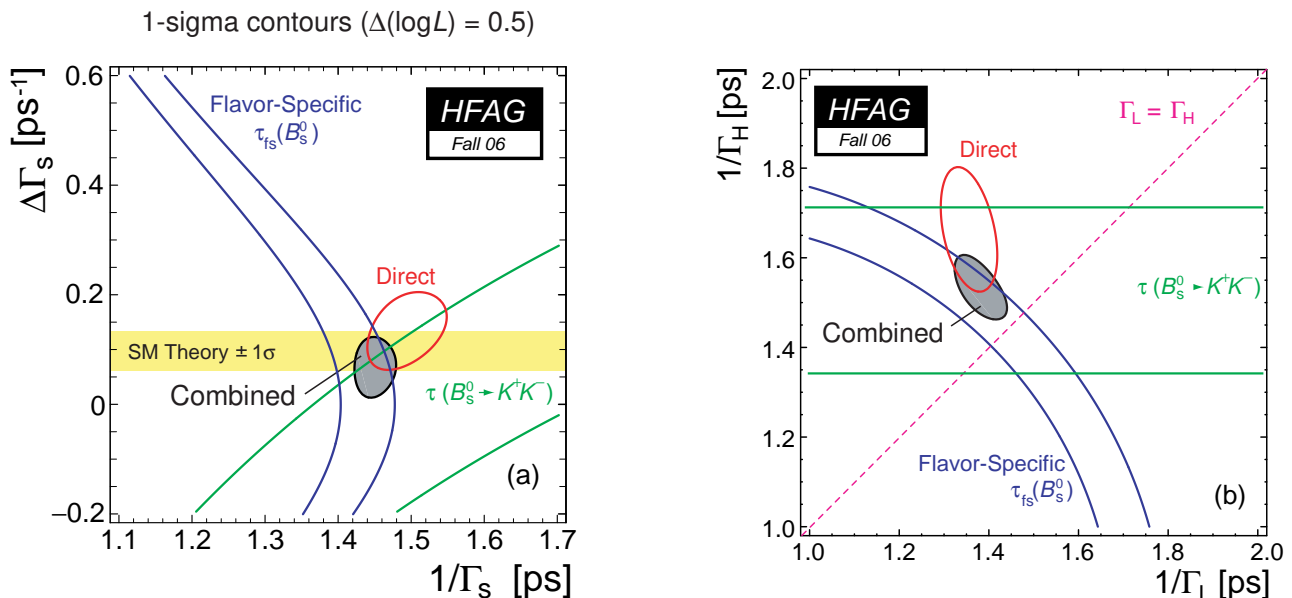 1-sigma contours (Δ(logL) = 0.5)
ΔΓs [ps-1]
0.6
0.4
0.2
0
−0.2
Flavor-Specific
τfs(B0s)
HFAG
Fall 06
Direct
SM Theory ± 1σ
Combined
τ (B0s → K+K−)
(a)
1.1 1.2 1.3 1.4 1.5 1.6 1.7
1/Γs [ps]
1/ΓH [ps]
2.0
1.8
1.6
1.4
1.2
1.0
HFAG
Fall 06
ΓL = ΓH
Direct
τ (B0s → K+K−)
Combined
Flavor-Specific
τfs(B0s)
(b)
1.0 1.2 1.4 1.6 1.8 2.0
1/ΓL [ps]